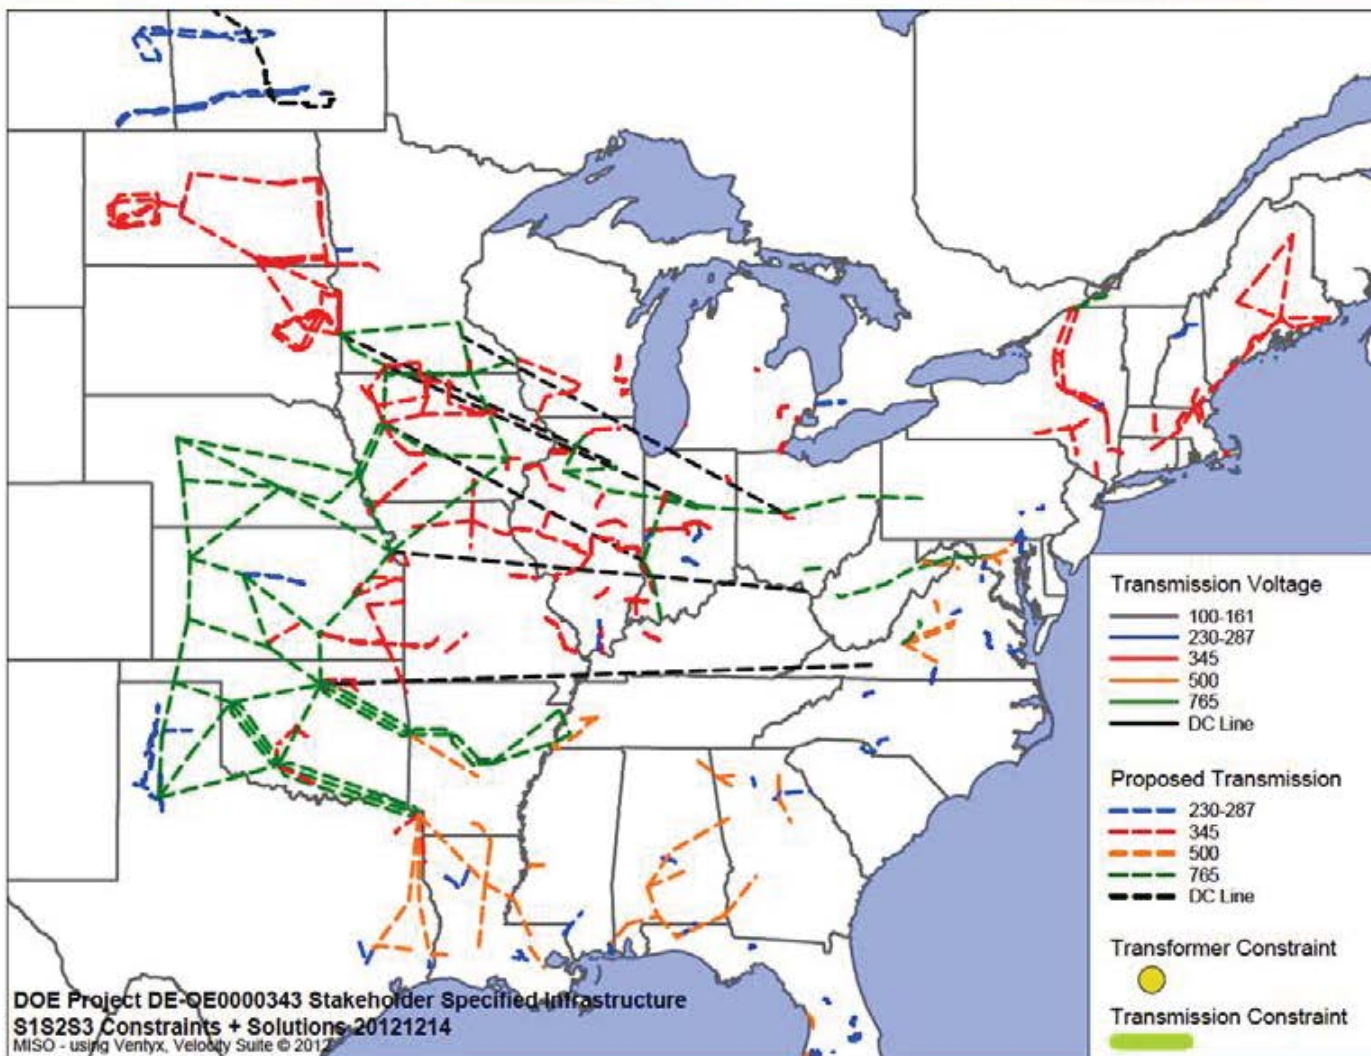 Transmission Voltage
100-161
230-287
345
500
765
DC Line
Proposed Transmission
230-287
345
500
765
DC Line
Transformer Constraint
Transmission Constraint
DOE Project DE-OE0000343 Stakeholder Specified Infrastructure
S1S2S3 Constraints + Solutions 20121214
MISO - using Ventyx, Velocity Suite © 2012